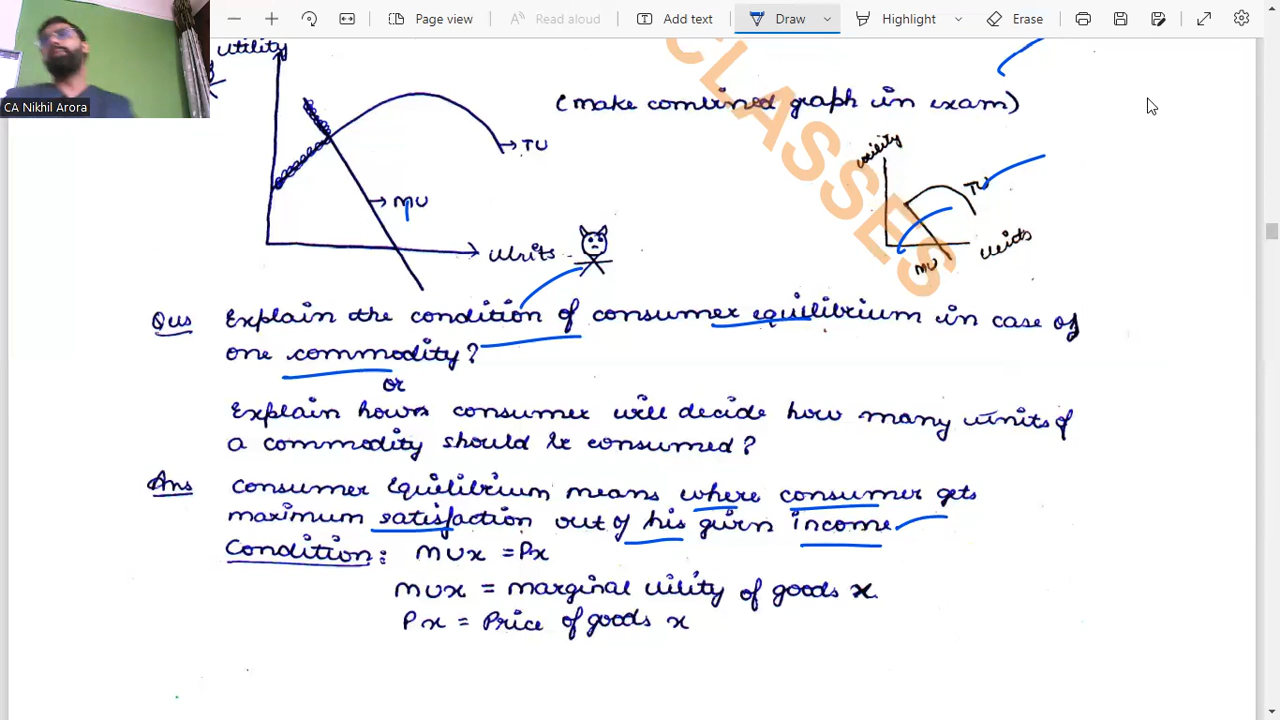 Page view
Read aloud
Add text
Draw
Highlight
Erase
CA Nikhil Arora
utility
TU
MU
Units
CLASSES
(make combined graph in exam)
utility
TU
Units
MU
Qus Explain the condition of consumer equilibrium in case of
one commodity?
or
Explain how consumer will decide how many units of
a commodity should be consumed?
Ans Consumer Equilibrium means where consumer gets
maximum satisfaction out of his given income
Condition: MUx = Px
MUx = marginal utility of goods x.
Px = Price of goods x